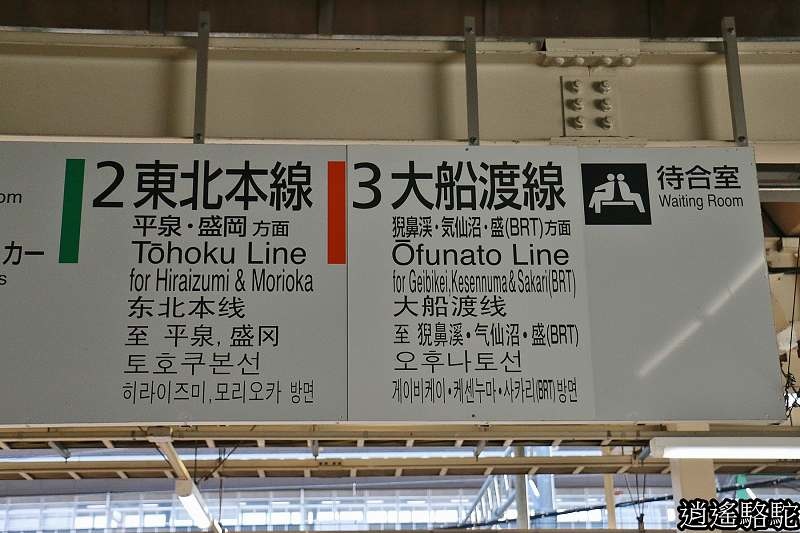 om
カー
s
2 東北本線
平泉・盛岡 方面
Tōhoku Line
for Hiraizumi & Morioka
东北本线
至 平泉, 盛冈
토호쿠본선
히라이즈미, 모리오카 방면
3 大船渡線
猊鼻渓・気仙沼・盛(BRT)方面
Ōfunato Line
for Geibikei, Kesennuma & Sakari(BRT)
大船渡线
至 猊鼻溪・气仙沼・盛(BRT)
오후나토선
게이비케이・케센누마・사카리(BRT)방면
待合室
Waiting Room
逍遙駱駝